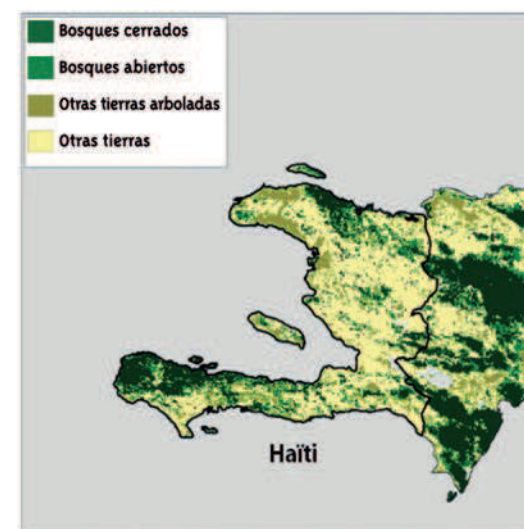 Bosques cerrados
Bosques abiertos
Otras tierras arboladas
Otras tierras
Haïti